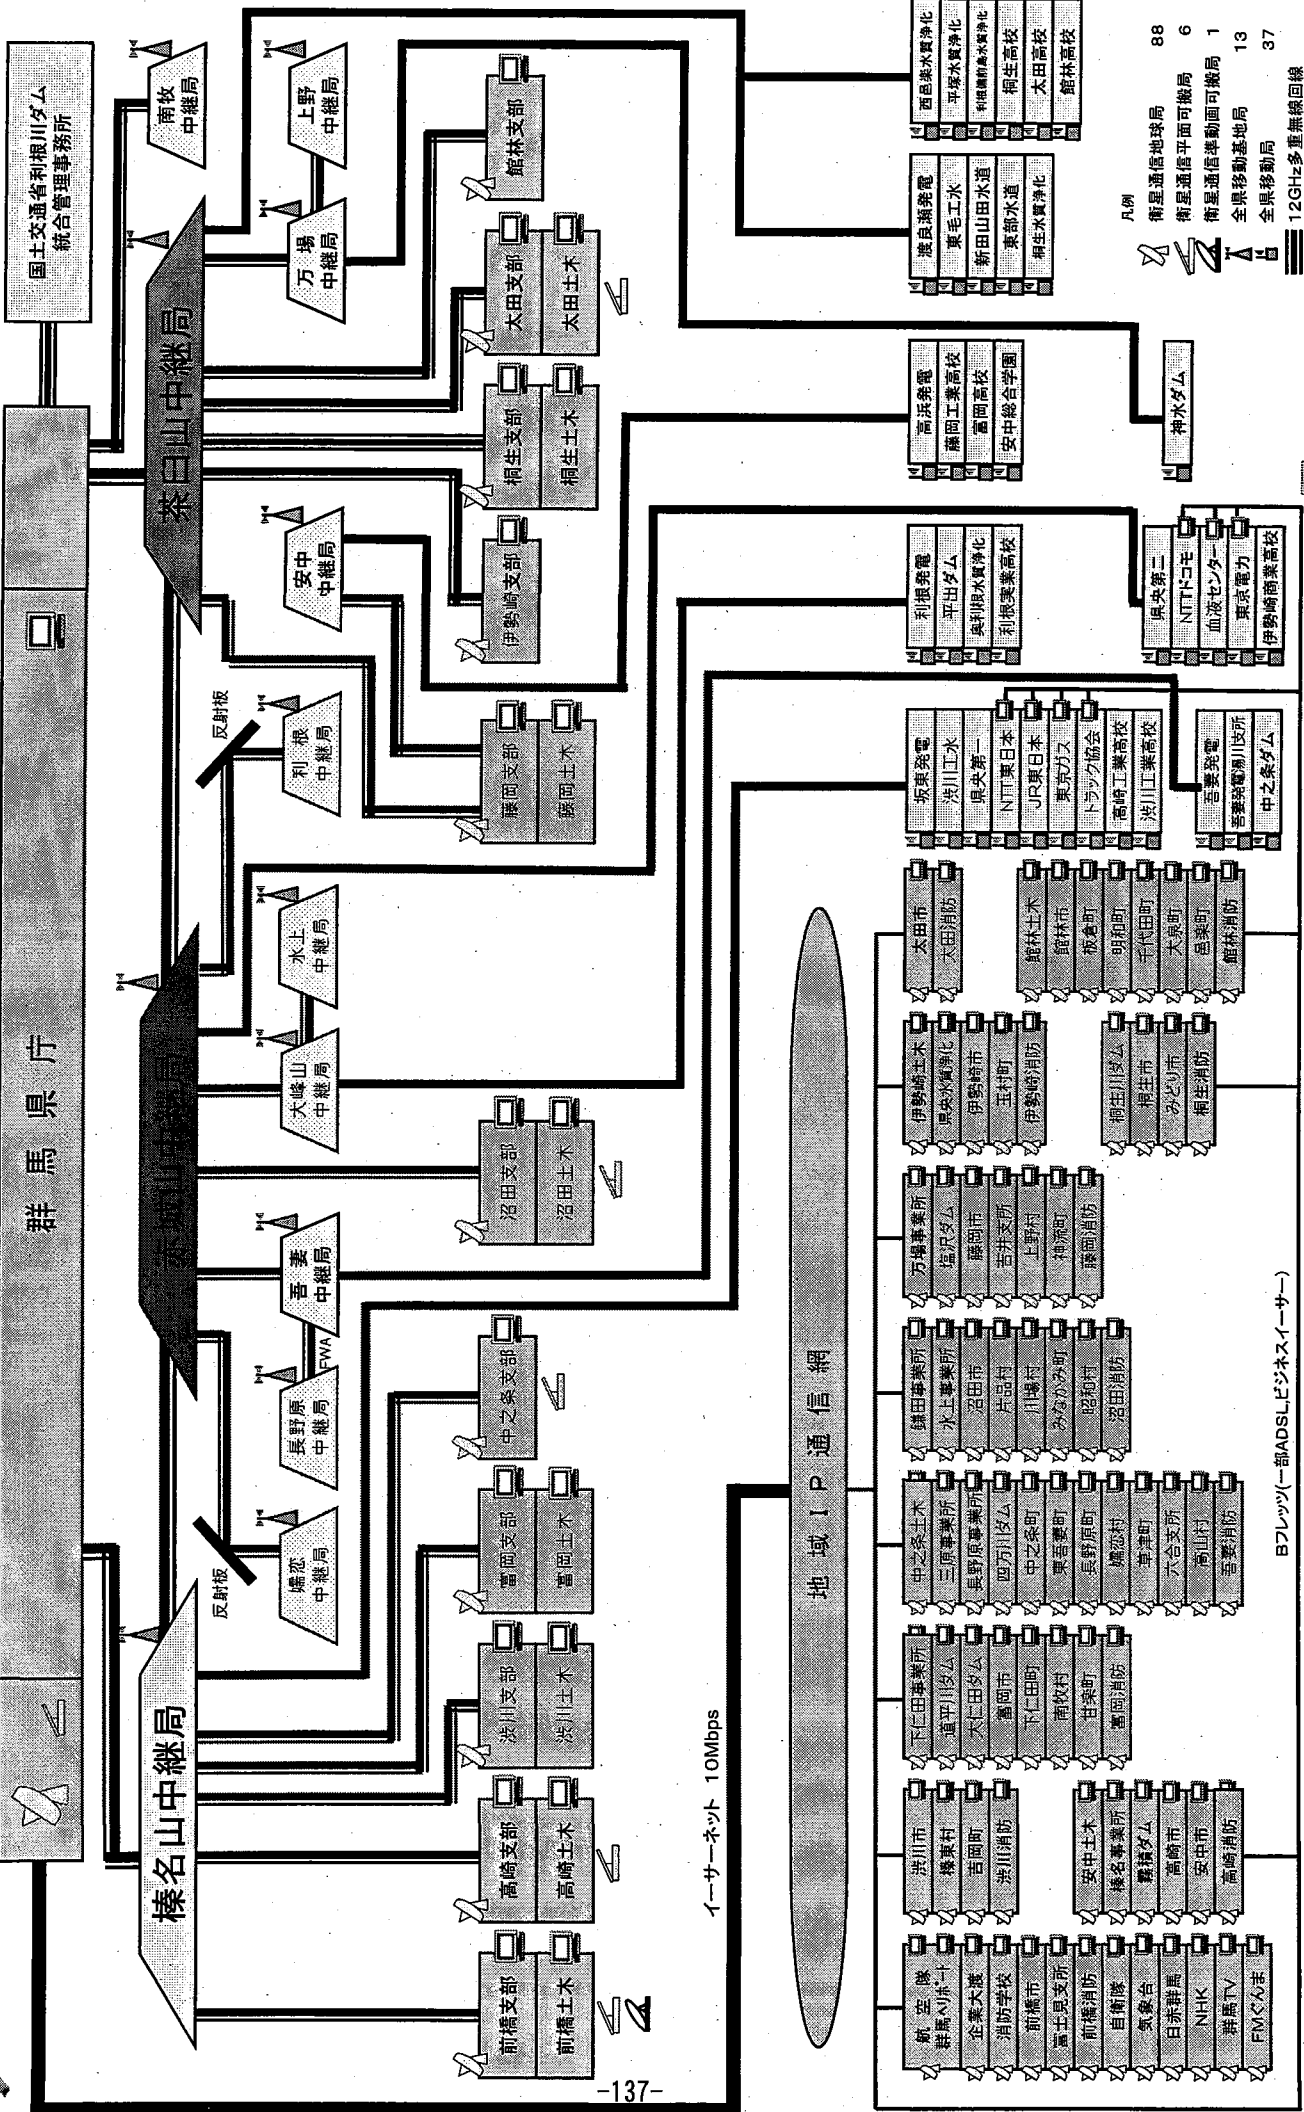 群馬県庁
国土交通省利根川ダム
統合管理事務所
榛名山中継局
赤城山中継局
茶臼山中継局
南牧
中継局
上野
中継局
万場
中継局
安中
中継局
反射板
利根
中継局
水上
中継局
大峰山
中継局
吾妻
中継局
FWA
長野原
中継局
嬬恋
中継局
反射板
前橋支部
前橋土木
高崎支部
高崎土木
渋川支部
渋川土木
富岡支部
富岡土木
中之条支部
沼田支部
沼田土木
藤岡支部
藤岡土木
伊勢崎支部
桐生支部
桐生土木
太田支部
太田土木
館林支部
イーサーネット 10Mbps
地域IP通信網
航空隊
群馬ヘリポート
企業大渡
消防学校
前橋市
富士見支所
前橋消防
自衛隊
気象台
日赤群馬
NHK
群馬TV
FMぐんま
渋川市
榛東村
吉岡町
渋川消防
安中土木
榛名事業所
霧積ダム
高崎市
安中市
高崎消防
下仁田事業所
道平川ダム
大仁田ダム
富岡市
下仁田町
南牧村
甘楽町
富岡消防
中之条土木
三原事業所
長野原事業所
四万川ダム
中之条町
東吾妻町
長野原町
嬬恋村
草津町
六合支所
高山村
吾妻消防
鎌田事業所
水上事業所
沼田市
片品村
川場村
みなかみ町
昭和村
沼田消防
万場事業所
塩沢ダム
藤岡市
吉井支所
上野村
神流町
藤岡消防
伊勢崎土木
県央水質浄化
伊勢崎市
玉村町
伊勢崎消防
桐生川ダム
桐生市
みどり市
桐生消防
太田市
太田消防
館林土木
館林市
板倉町
明和町
千代田町
大泉町
邑楽町
館林消防
坂東発電
渋川工水
県央第一
NTT東日本
JR東日本
東京ガス
トラック協会
高崎工業高校
渋川工業高校
吾妻発電
吾妻発電湯川支所
中之条ダム
利根発電
平出ダム
奥利根水質浄化
利根実業高校
県央第二
NTTドコモ
血液センター
東京電力
伊勢崎商業高校
高浜発電
藤岡工業高校
富岡高校
安中総合学園
神水ダム
渡良瀬発電
東毛工水
新田山田水道
東部水道
桐生水質浄化
西邑楽水質浄化
平塚水質浄化
利根備前島水質浄化
桐生高校
太田高校
館林高校
Bフレッツ(一部ADSL,ビジネスイーサー)
凡例
衛星通信地球局 88
衛星通信平面可搬局 6
衛星通信準動画可搬局 1
全県移動基地局 13
全県移動局 37
12GHz多重無線回線
-137-